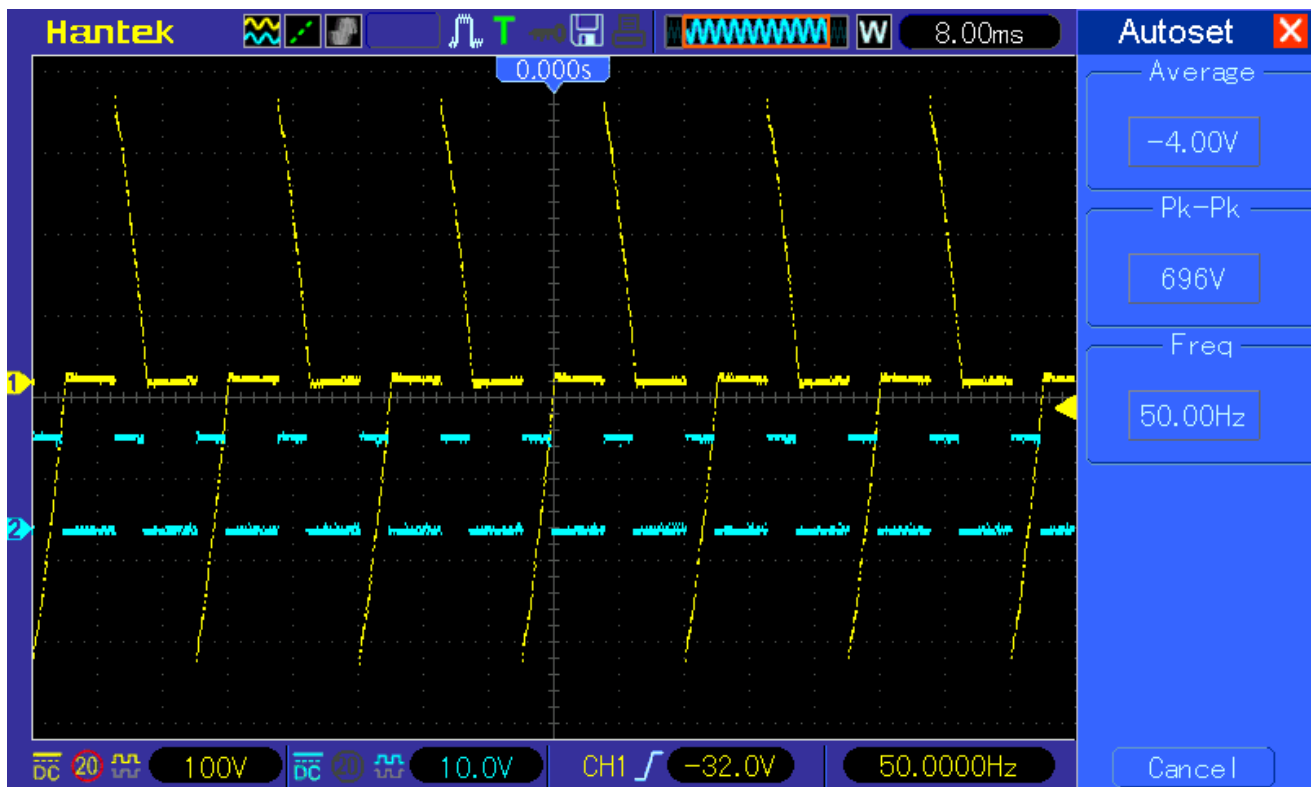 Hantek
T
W
8.00ms
0.000s
Autoset
Average
-4.00V
Pk-Pk
696V
Freq
50.00Hz
1
2
DC 20 100V
DC 20 10.0V
CH1 -32.0V
50.0000Hz
Cancel